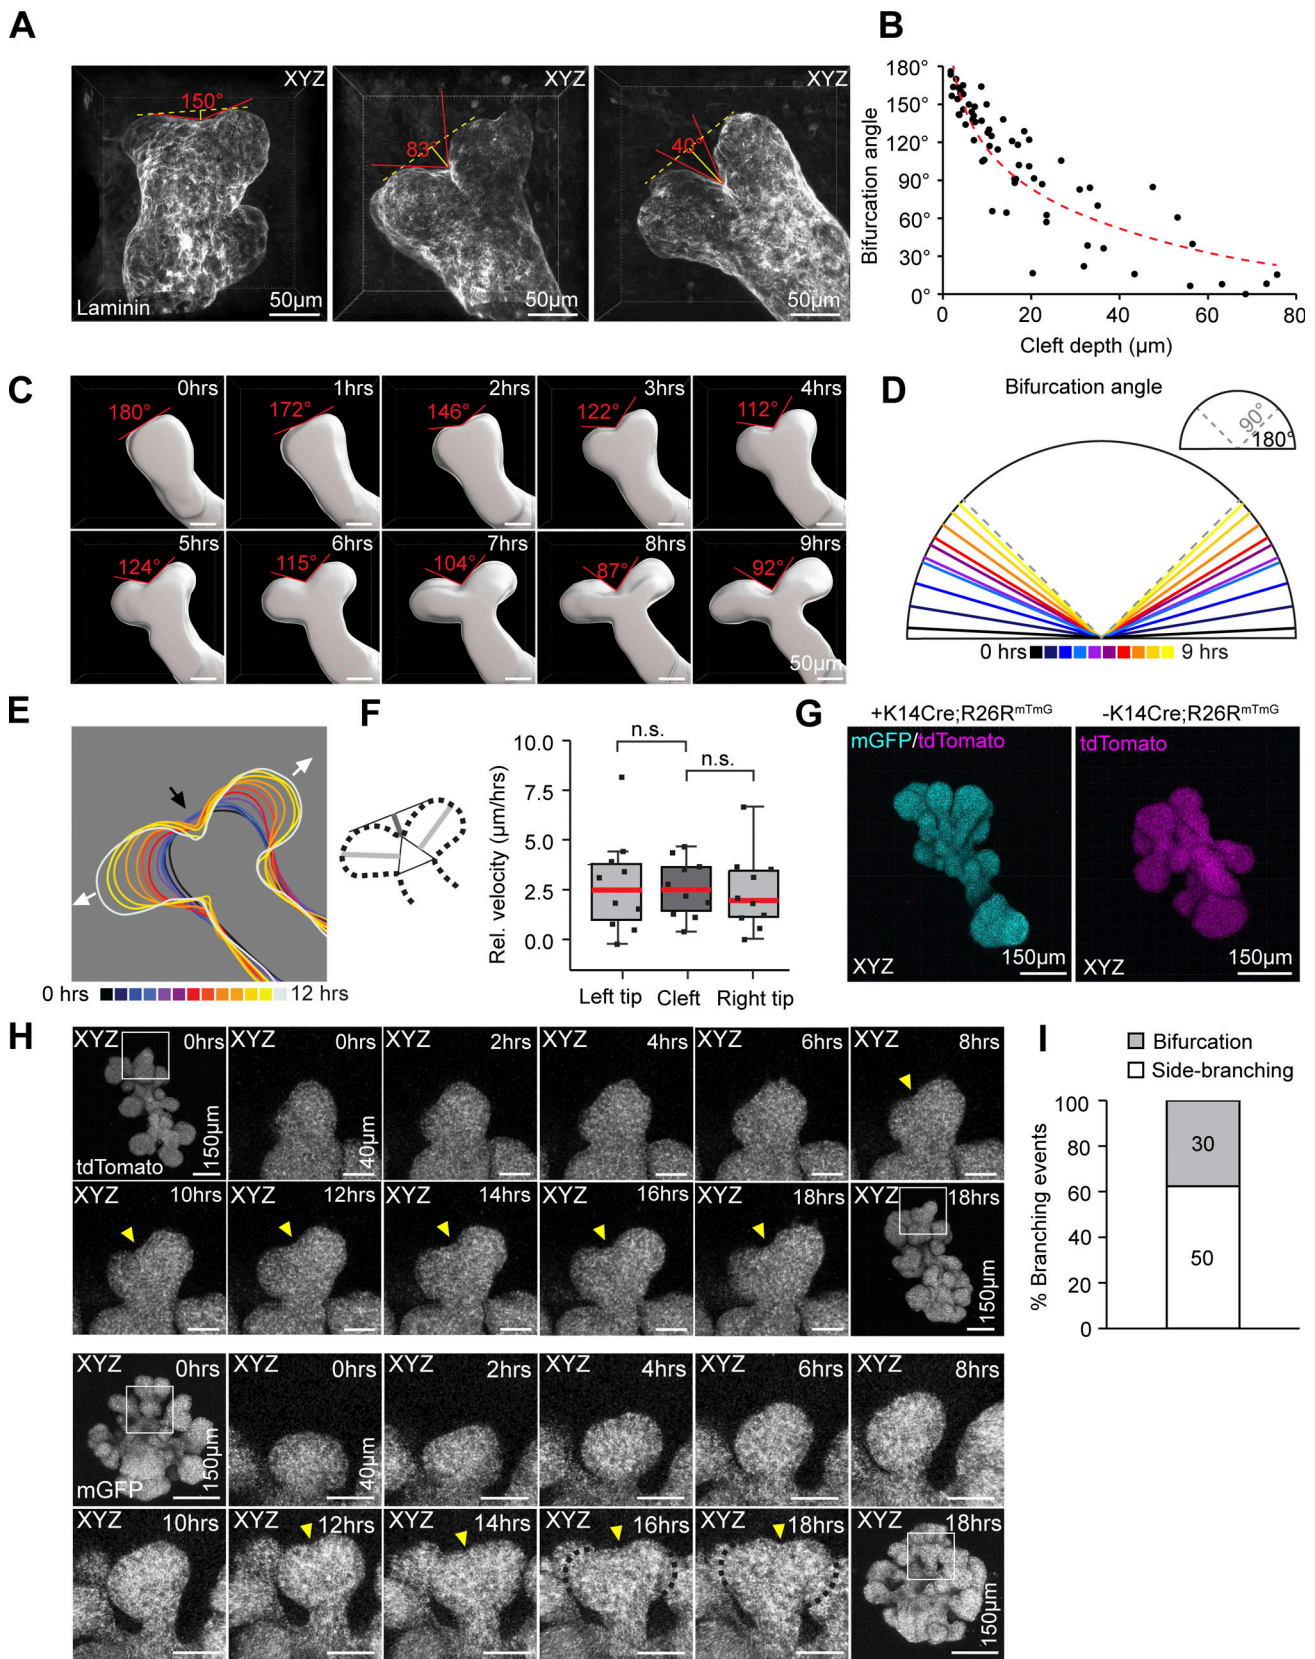 A
XYZ
150°
Laminin
50µm
XYZ
83°
50µm
XYZ
40°
50µm
B
180°
150°
120°
90°
60°
30°
0°
Bifurcation angle
0
20
40
60
80
Cleft depth (µm)
C
0hrs
180°
1hrs
172°
2hrs
146°
3hrs
122°
4hrs
112°
5hrs
124°
6hrs
115°
7hrs
104°
8hrs
87°
9hrs
92°
50µm
D
Bifurcation angle
90°
180°
0 hrs
9 hrs
E
0 hrs
12 hrs
F
n.s.
n.s.
10.0
7.5
5.0
2.5
0.0
Rel. velocity (µm/hrs)
Left tip
Cleft
Right tip
G
+K14Cre;R26R^mTmG
mGFP/tdTomato
XYZ
150µm
-K14Cre;R26R^mTmG
tdTomato
XYZ
150µm
H
XYZ
0hrs
tdTomato
150µm
XYZ
0hrs
40µm
XYZ
2hrs
XYZ
4hrs
XYZ
6hrs
XYZ
8hrs
XYZ
10hrs
XYZ
12hrs
XYZ
14hrs
XYZ
16hrs
XYZ
18hrs
XYZ
18hrs
150µm
XYZ
0hrs
mGFP
150µm
XYZ
0hrs
40µm
XYZ
2hrs
XYZ
4hrs
XYZ
6hrs
XYZ
8hrs
XYZ
10hrs
XYZ
12hrs
XYZ
14hrs
XYZ
16hrs
XYZ
18hrs
XYZ
18hrs
150µm
I
Bifurcation
Side-branching
100
80
60
40
20
0
% Branching events
30
50